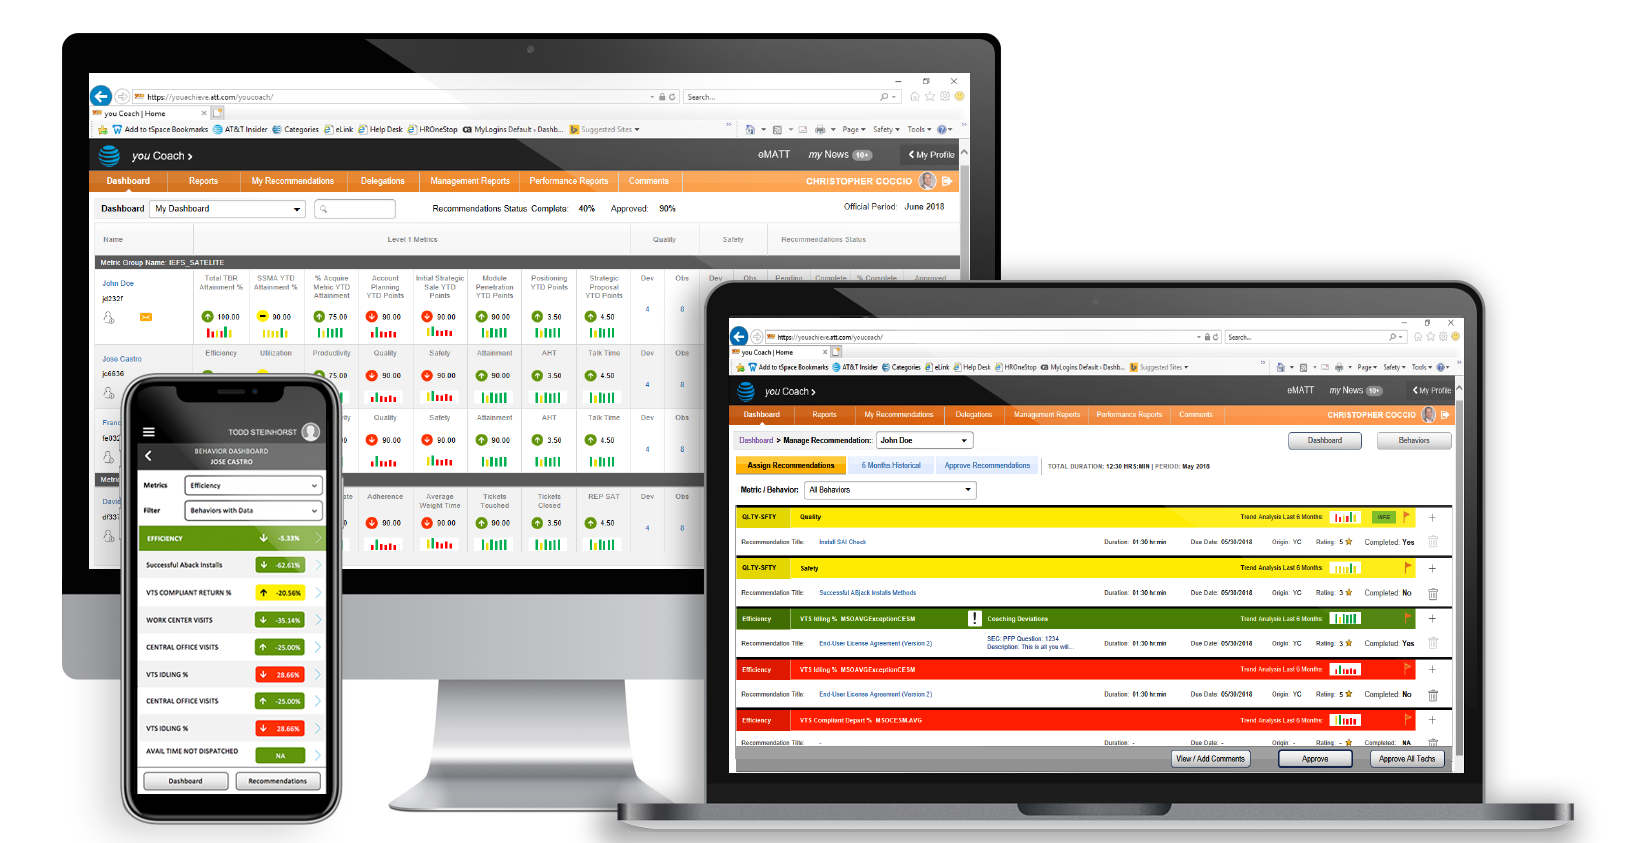 https://youachieve.att.com/youcoach/
Search...
you Coach | Home
Add to tSpace Bookmarks AT&T Insider Categories eLink Help Desk HROneStop MyLogins Default - Dashb... Suggested Sites
Page Safety Tools
you Coach >
eMATT my News 10+ My Profile
Dashboard Reports My Recommendations Delegations Management Reports Performance Reports Comments CHRISTOPHER COCCIO
Dashboard My Dashboard Recommendations Status Complete: 40% Approved: 90% Official Period: June 2018
Name Level 1 Metrics Quality Safety Recommendations Status
Metric Group Name: IEFS_SATELITE
John Doe
jd232f
Total TBR Attainment % SSMA YTD Attainment % % Acquire Metric YTD Attainment Account Planning YTD Points Initial Strategic Sale YTD Points Module Penetration YTD Points Positioning YTD Points Strategic Proposal YTD Points Dev Obs Dev Obs Pending Complete % Complete Approved
100.00 90.00 75.00 90.00 90.00 90.00 3.50 4.50 4 8
Jose Castro
jc6636
Efficiency Utilization Productivity Quality Safety Attainment AHT Talk Time Dev Obs
75.00 90.00 90.00 90.00 3.50 4.50 4 8
Quality Safety Attainment AHT Talk Time Dev Obs
90.00 90.00 90.00 3.50 4.50 4 8
Adherence Average Weight Time Tickets Touched Tickets Closed REP SAT Dev Obs
90.00 90.00 90.00 3.50 4.50 4 8
TODD STEINHORST
BEHAVIOR DASHBOARD
JOSE CASTRO
Metrics Efficiency
Filter Behaviors with Data
EFFICIENCY -5.33%
Successful Aback Installs -62.61%
VTS COMPLIANT RETURN % -20.56%
WORK CENTER VISITS -35.14%
CENTRAL OFFICE VISITS -25.00%
VTS IDLING % 28.66%
CENTRAL OFFICE VISITS -25.00%
VTS IDLING % 28.66%
AVAIL TIME NOT DISPATCHED NA
Dashboard Recommendations
https://youachieve.att.com/youcoach/
Search...
you Coach | Home
Add to tSpace Bookmarks AT&T Insider Categories eLink Help Desk HROneStop MyLogins Default - Dashb... Suggested Sites
Page Safety Tools
you Coach >
eMATT my News 10+ My Profile
Dashboard Reports My Recommendations Delegations Management Reports Performance Reports Comments CHRISTOPHER COCCIO
Dashboard > Manage Recommendation: John Doe Dashboard Behaviors
Assign Recommendations 6 Months Historical Approve Recommendations TOTAL DURATION: 12:30 HRS:MIN | PERIOD: May 2018
Metric / Behavior: All Behaviors
QLTY-SFTY Quality Trend Analysis Last 6 Months:
Recommendation Title: Install SAI Check Duration: 01:30 hr:min Due Date: 05/30/2018 Origin: YC Rating: 5 Completed: Yes
QLTY-SFTY Safety Trend Analysis Last 6 Months:
Recommendation Title: Successful ABjack Installs Methods Duration: 01:30 hr:min Due Date: 05/30/2018 Origin: YC Rating: 3 Completed: No
Efficiency VTS Idling % MSOAVGExceptionCESM ! Coaching Deviations Trend Analysis Last 6 Months:
Recommendation Title: End-User License Agreement (Version 2) SEC: PFP Question: 1234 Description: This is all you will... Duration: 01:30 hr:min Due Date: 05/30/2018 Origin: YC Rating: 3 Completed: Yes
Efficiency VTS Idling % MSOAVGExceptionCESM Trend Analysis Last 6 Months:
Recommendation Title: End-User License Agreement (Version 2) Duration: 01:30 hr:min Due Date: 05/30/2018 Origin: YC Rating: 5 Completed: No
Efficiency VTS Compliant Depart % MSOCESM.AVG Trend Analysis Last 6 Months:
Recommendation Title: - Duration: - Due Date: - Origin: - Rating: - Completed: NA
View / Add Comments Approve Approve All Techs